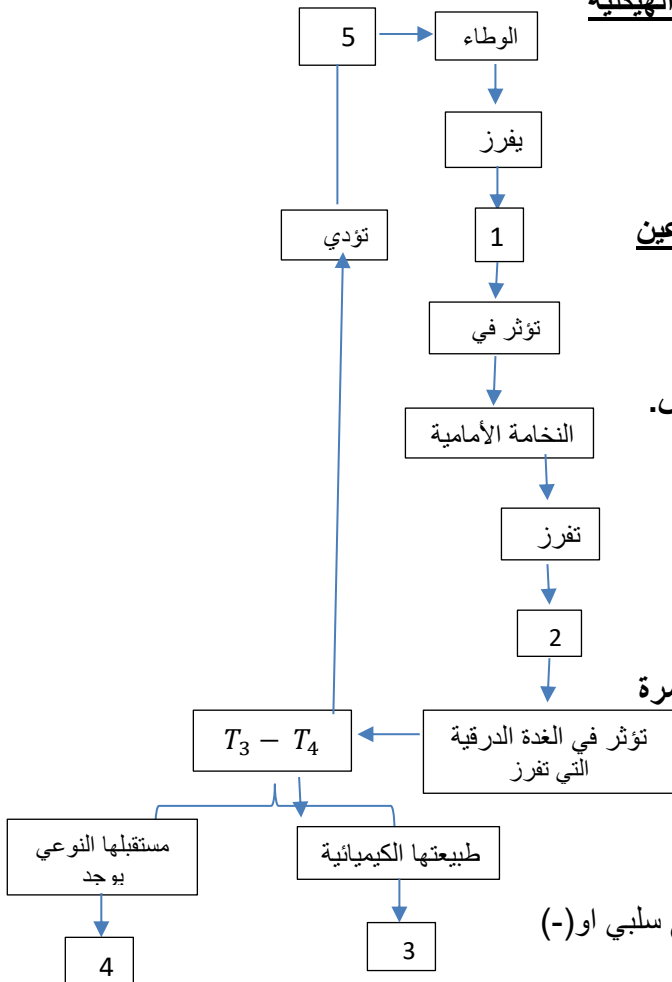 الهيكلية
5
الوطاء
يفرز
1
تؤدي
تؤثر في
النخامة الأمامية
تفرز
2
تؤثر في الغدة الدرقية
التي تفرز
T₃ − T₄
مستقبلها النوعي
يوجد
طبيعتها الكيميائية
سلبي او(-)
3
4